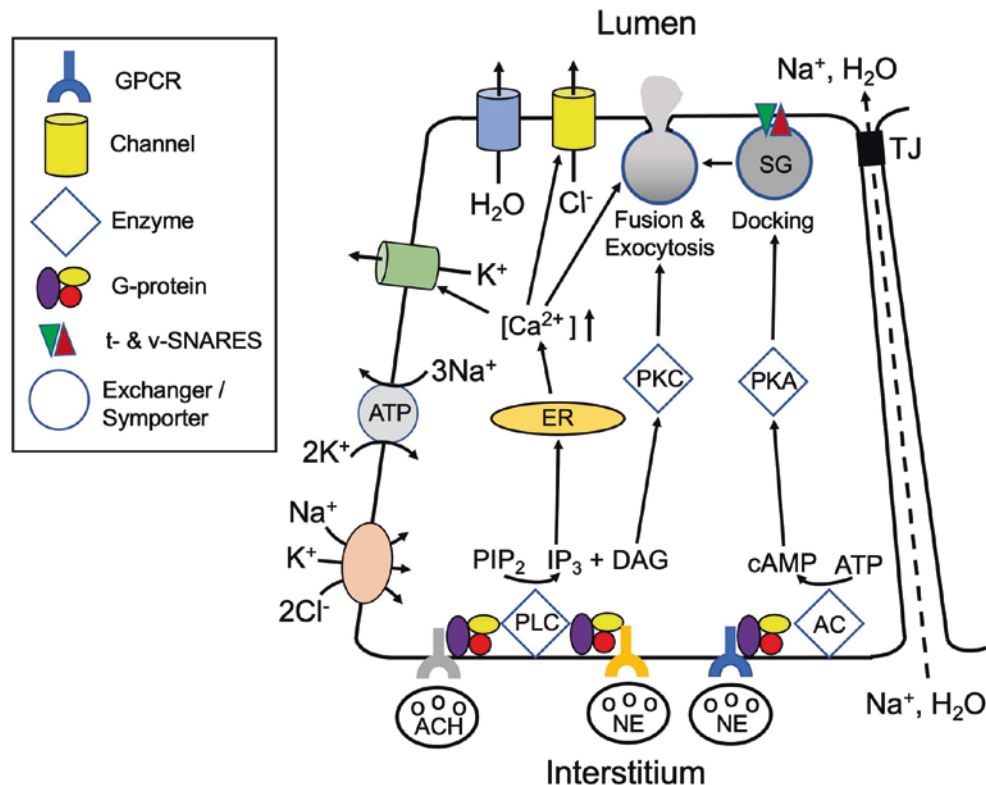 Lumen
GPCR
Channel
Enzyme
G-protein
t- & v-SNARES
Exchanger /
Symporter
Na⁺, H₂O
TJ
SG
H₂O
Cl⁻
Fusion &
Exocytosis
Docking
K⁺
[Ca²⁺]
3Na⁺
ATP
2K⁺
PKC
PKA
ER
Na⁺
K⁺
2Cl⁻
PIP₂
IP₃ + DAG
cAMP
ATP
PLC
AC
ACH
NE
NE
Na⁺, H₂O
Interstitium